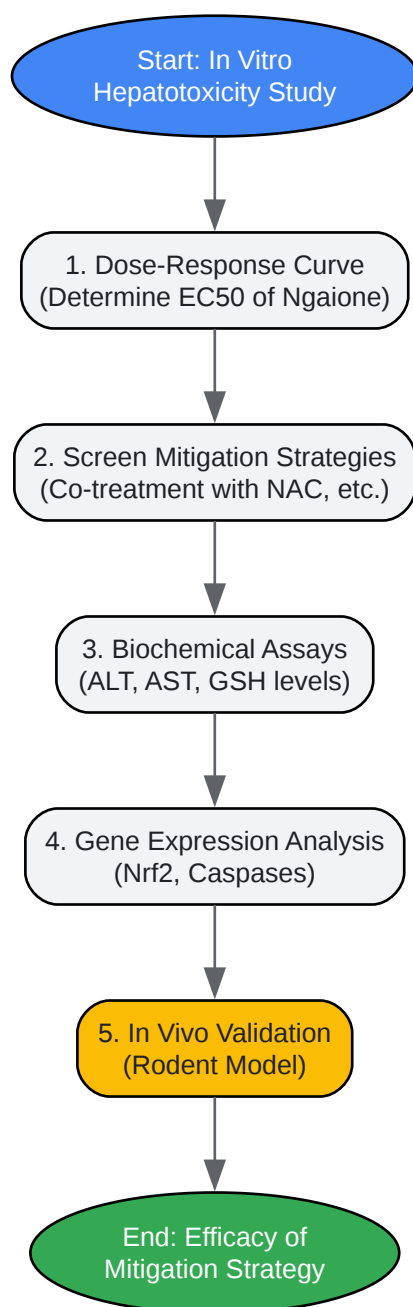 Start: In Vitro
Hepatotoxicity Study
1. Dose-Response Curve
(Determine EC50 of Ngaione)
2. Screen Mitigation Strategies
(Co-treatment with NAC, etc.)
3. Biochemical Assays
(ALT, AST, GSH levels)
4. Gene Expression Analysis
(Nrf2, Caspases)
5. In Vivo Validation
(Rodent Model)
End: Efficacy of
Mitigation Strategy